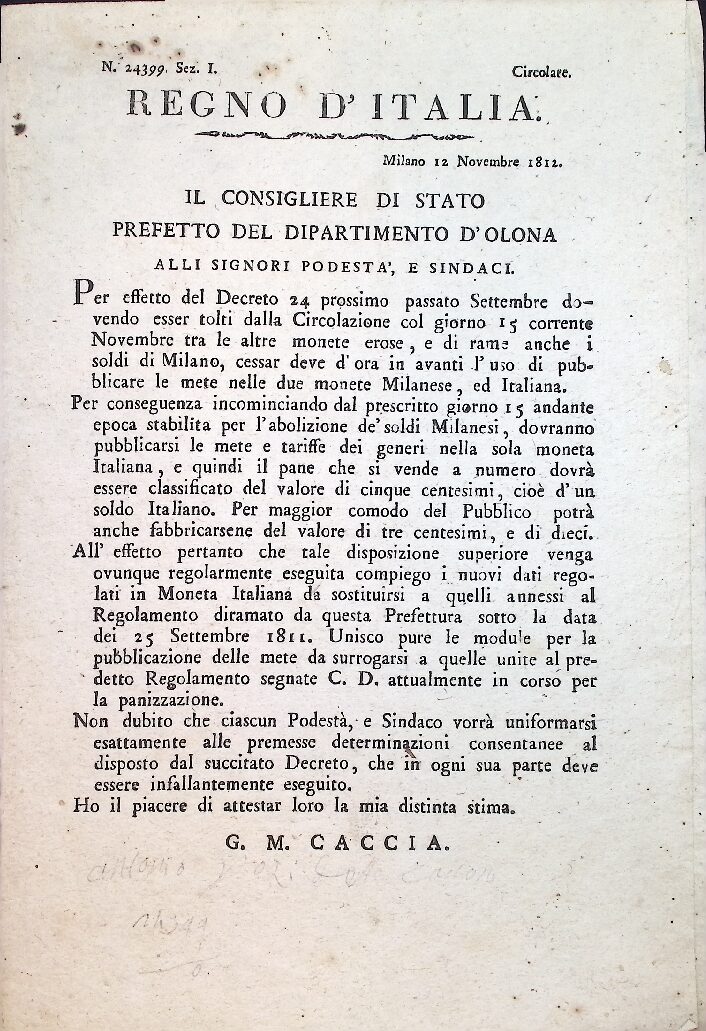 N. 24399. Sez. I.
Circolare.
REGNO D'ITALIA.
Milano 12 Novembre 1812.
IL CONSIGLIERE DI STATO
PREFETTO DEL DIPARTIMENTO D'OLONA
ALLI SIGNORI PODESTA', E SINDACI.
Per effetto del Decreto 24 prossimo passato Settembre do-
vendo esser tolti dalla Circolazione col giorno 15 corrente
Novembre tra le altre monete erose, e di rame anche i
soldi di Milano, cessar deve d'ora in avanti l'uso di pub-
blicare le mete nelle due monete Milanese, ed Italiana.
Per conseguenza incominciando dal prescritto giorno 15 andante
epoca stabilita per l'abolizione de'soldi Milanesi, dovranno
pubblicarsi le mete e tariffe dei generi nella sola moneta
Italiana, e quindi il pane che si vende a numero dovrà
essere classificato del valore di cinque centesimi, cioè d'un
soldo Italiano. Per maggior comodo del Pubblico potrà
anche fabbricarsene del valore di tre centesimi, e di dieci.
All' effetto pertanto che tale disposizione superiore venga
ovunque regolarmente eseguita compiego i nuovi dati rego-
lati in Moneta Italiana da sostituirsi a quelli annessi al
Regolamento diramato da questa Prefettura sotto la data
dei 25 Settembre 1811. Unisco pure le module per la
pubblicazione delle mete da surrogarsi a quelle unite al pre-
detto Regolamento segnate C. D. attualmente in corso per
la panizzazione.
Non dubito che ciascun Podestà, e Sindaco vorrà uniformarsi
esattamente alle premesse determinazioni consentanee al
disposto dal succitato Decreto, che in ogni sua parte deve
essere infallantemente eseguito.
Ho il piacere di attestar loro la mia distinta stima.
G. M. CACCIA.
antonio